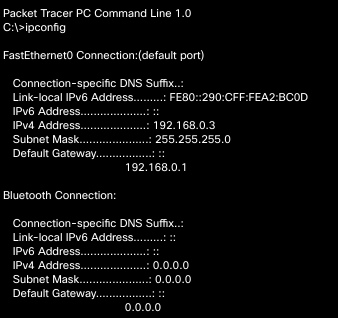 Packet Tracer PC Command Line 1.0
C:\>ipconfig
FastEthernet0 Connection:(default port)
Connection-specific DNS Suffix..:
Link-local IPv6 Address.........: FE80::290:CFF:FEA2:BC0D
IPv6 Address....................: ::
IPv4 Address....................: 192.168.0.3
Subnet Mask.....................: 255.255.255.0
Default Gateway.................: ::
192.168.0.1
Bluetooth Connection:
Connection-specific DNS Suffix..:
Link-local IPv6 Address.........: ::
IPv6 Address....................: ::
IPv4 Address....................: 0.0.0.0
Subnet Mask.....................: 0.0.0.0
Default Gateway.................: ::
0.0.0.0